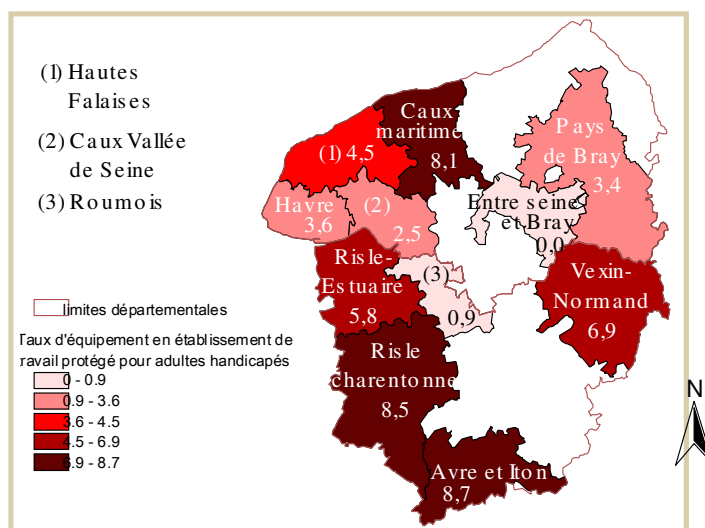 (1) Hautes
Falaises
(2) Caux Vallée
de Seine
(3) Roumois
Caux
maritime
8,1
(1) 4,5
Pays
de Bray
3,4
Havre
3,6
(2)
2,5
Entre seine
et Bray
0,0
Risle-
Estuaire
5,8
(3)
0,9
Vexin-
Normand
6,9
Risle
charentonne
8,5
Avre et Iton
8,7
N
limites départementales
Taux d'équipement en établissement de
travail protégé pour adultes handicapés
0 - 0.9
0.9 - 3.6
3.6 - 4.5
4.5 - 6.9
6.9 - 8.7